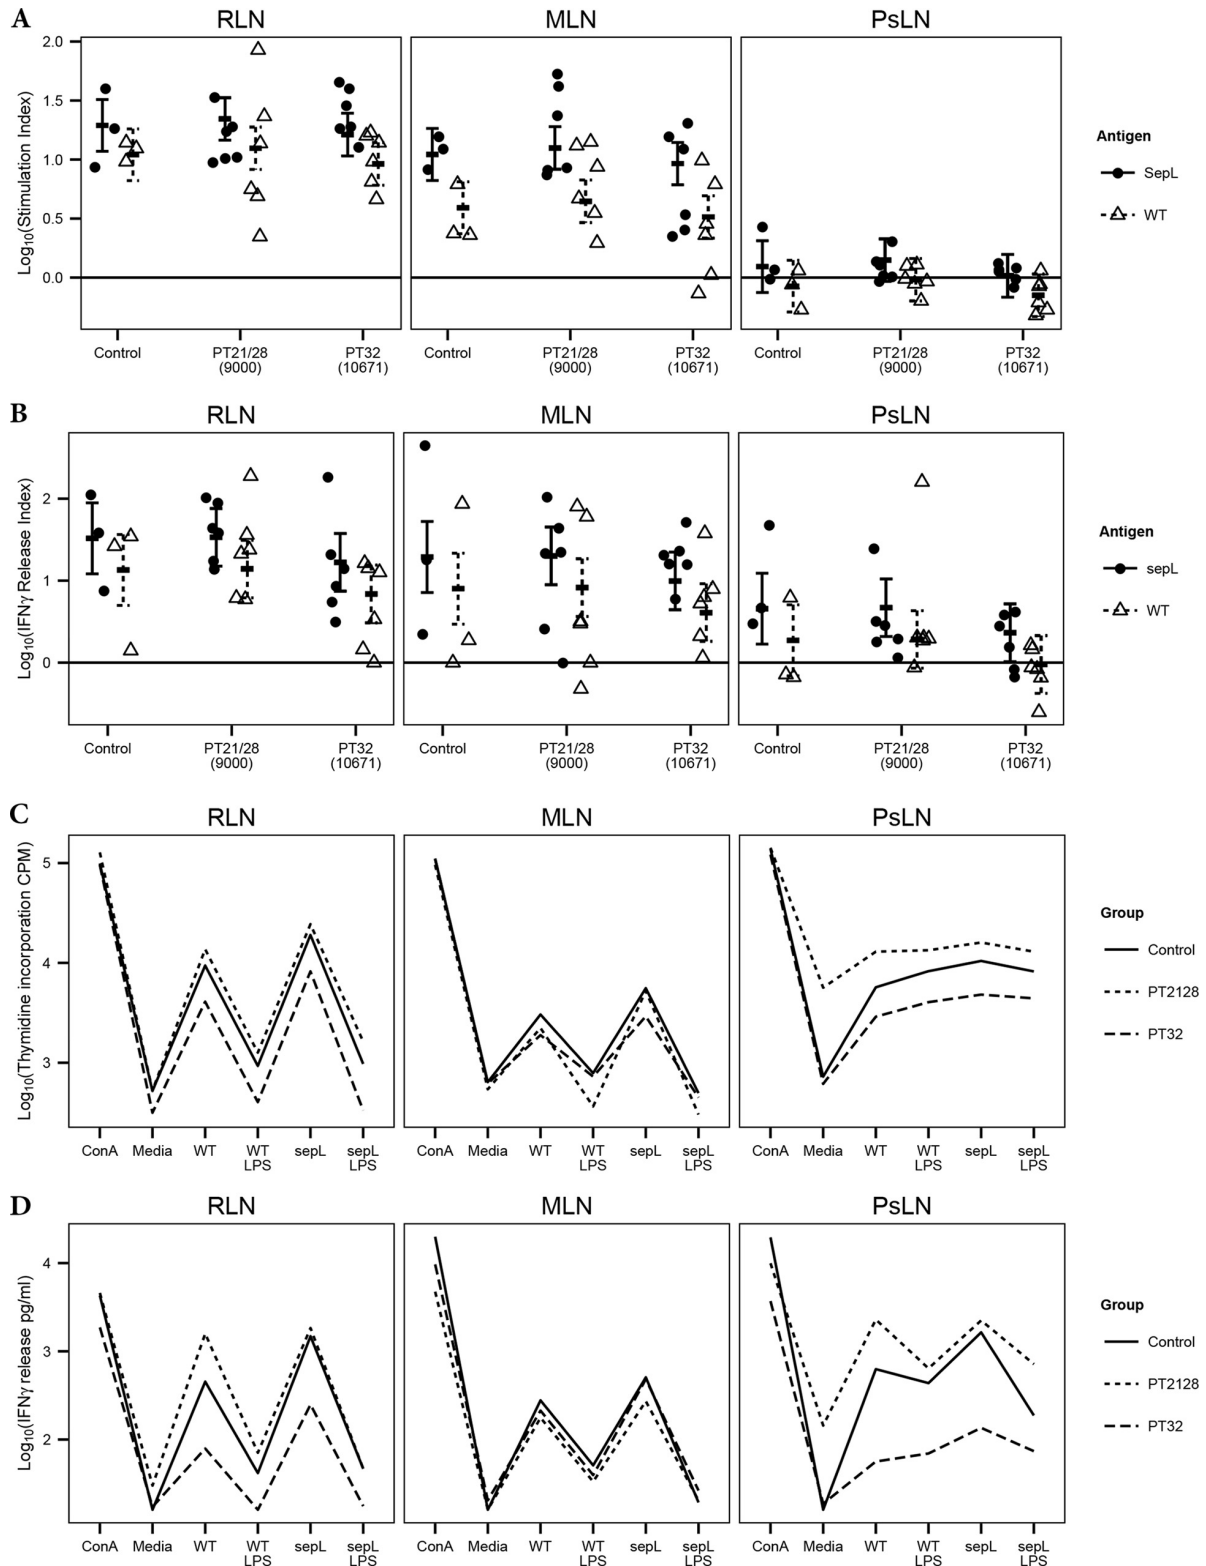 A
RLN
MLN
PsLN
Log10(Stimulation Index)
2.0
1.5
1.0
0.5
0.0
Control
PT21/28
(9000)
PT32
(10671)
Control
PT21/28
(9000)
PT32
(10671)
Control
PT21/28
(9000)
PT32
(10671)
Antigen
SepL
WT
B
RLN
MLN
PsLN
Log10(IFNγ Release Index)
2
1
0
Control
PT21/28
(9000)
PT32
(10671)
Control
PT21/28
(9000)
PT32
(10671)
Control
PT21/28
(9000)
PT32
(10671)
Antigen
sepL
WT
C
RLN
MLN
PsLN
Log10(Thymidine incorporation CPM)
5
4
3
ConA Media WT WT sepL sepL
LPS LPS
ConA Media WT WT sepL sepL
LPS LPS
ConA Media WT WT sepL sepL
LPS LPS
Group
Control
PT2128
PT32
D
RLN
MLN
PsLN
Log10(IFNγ release pg/ml)
4
3
2
ConA Media WT WT sepL sepL
LPS LPS
ConA Media WT WT sepL sepL
LPS LPS
ConA Media WT WT sepL sepL
LPS LPS
Group
Control
PT2128
PT32